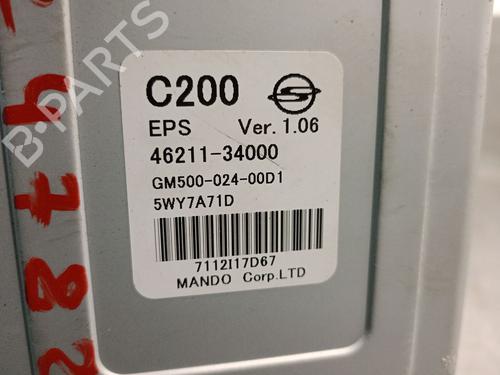 C200
EPS Ver. 1.06
46211-34000
GM500-024-00D1
5WY7A71D
7112I17D67
MANDO Corp.LTD
B-PARTS